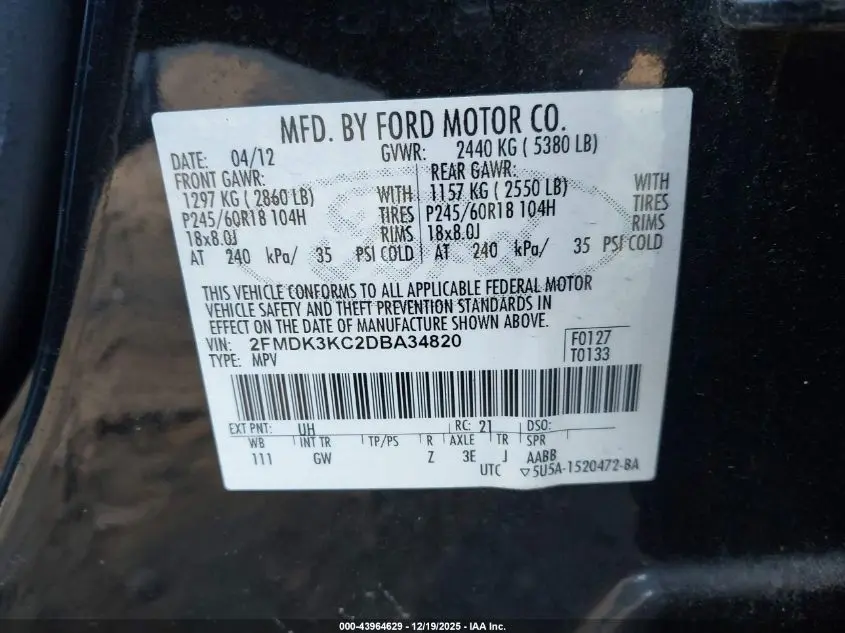 MFD. BY FORD MOTOR CO.
DATE: 04/12 GVWR: 2440 KG ( 5380 LB)
FRONT GAWR: REAR GAWR:
1297 KG ( 2860 LB) WITH 1157 KG ( 2550 LB) WITH
P245/60R18 104H TIRES P245/60R18 104H TIRES
18x8.0J RIMS 18x8.0J RIMS
AT 240 kPa/ 35 PSI COLD AT 240 kPa/ 35 PSI COLD
THIS VEHICLE CONFORMS TO ALL APPLICABLE FEDERAL MOTOR
VEHICLE SAFETY AND THEFT PREVENTION STANDARDS IN
EFFECT ON THE DATE OF MANUFACTURE SHOWN ABOVE.
VIN: 2FMDK3KC2DBA34820 F0127
TYPE: MPV T0133
EXT PNT: UH RC: 21 DSO:
WB INT TR TP/PS R AXLE TR SPR
111 GW Z 3E J AABB
UTC ▽5U5A-1520472-BA
000-43964629 - 12/19/2025 - IAA Inc.